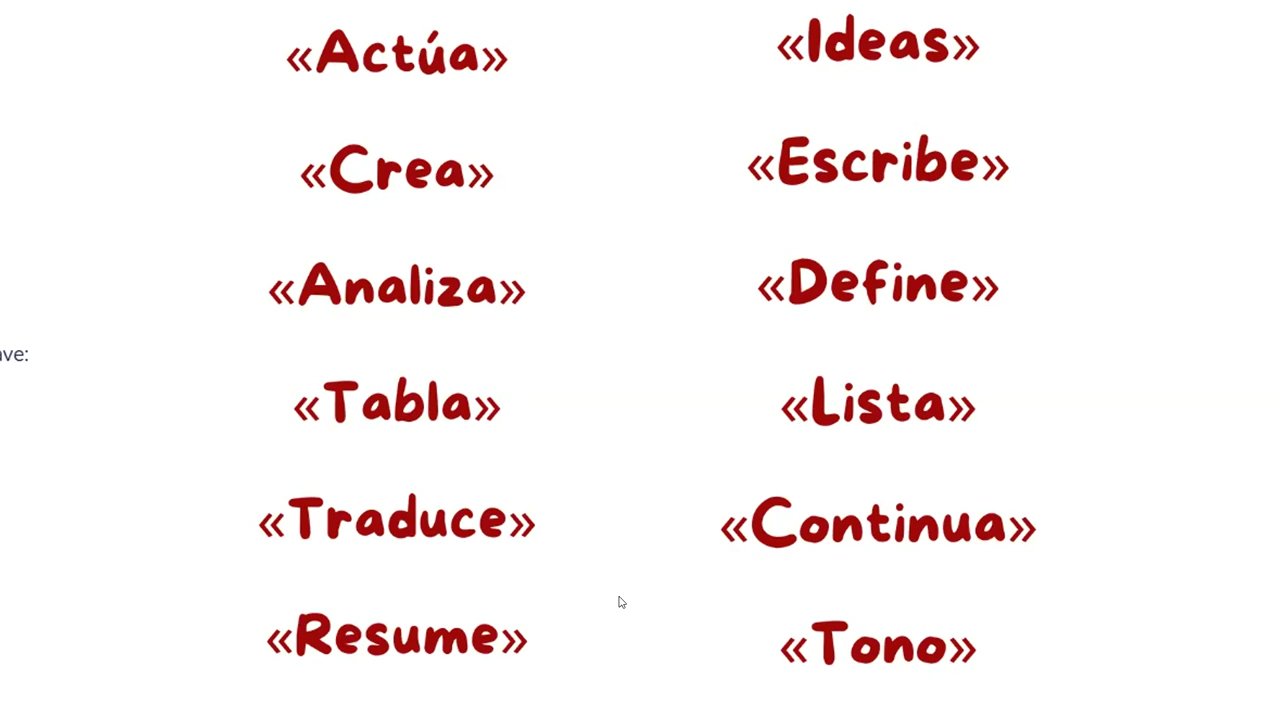 «Actúa»
«Crea»
«Analiza»
«Tabla»
«Traduce»
«Resume»
«Ideas»
«Escribe»
«Define»
«Lista»
«Continua»
«Tono»